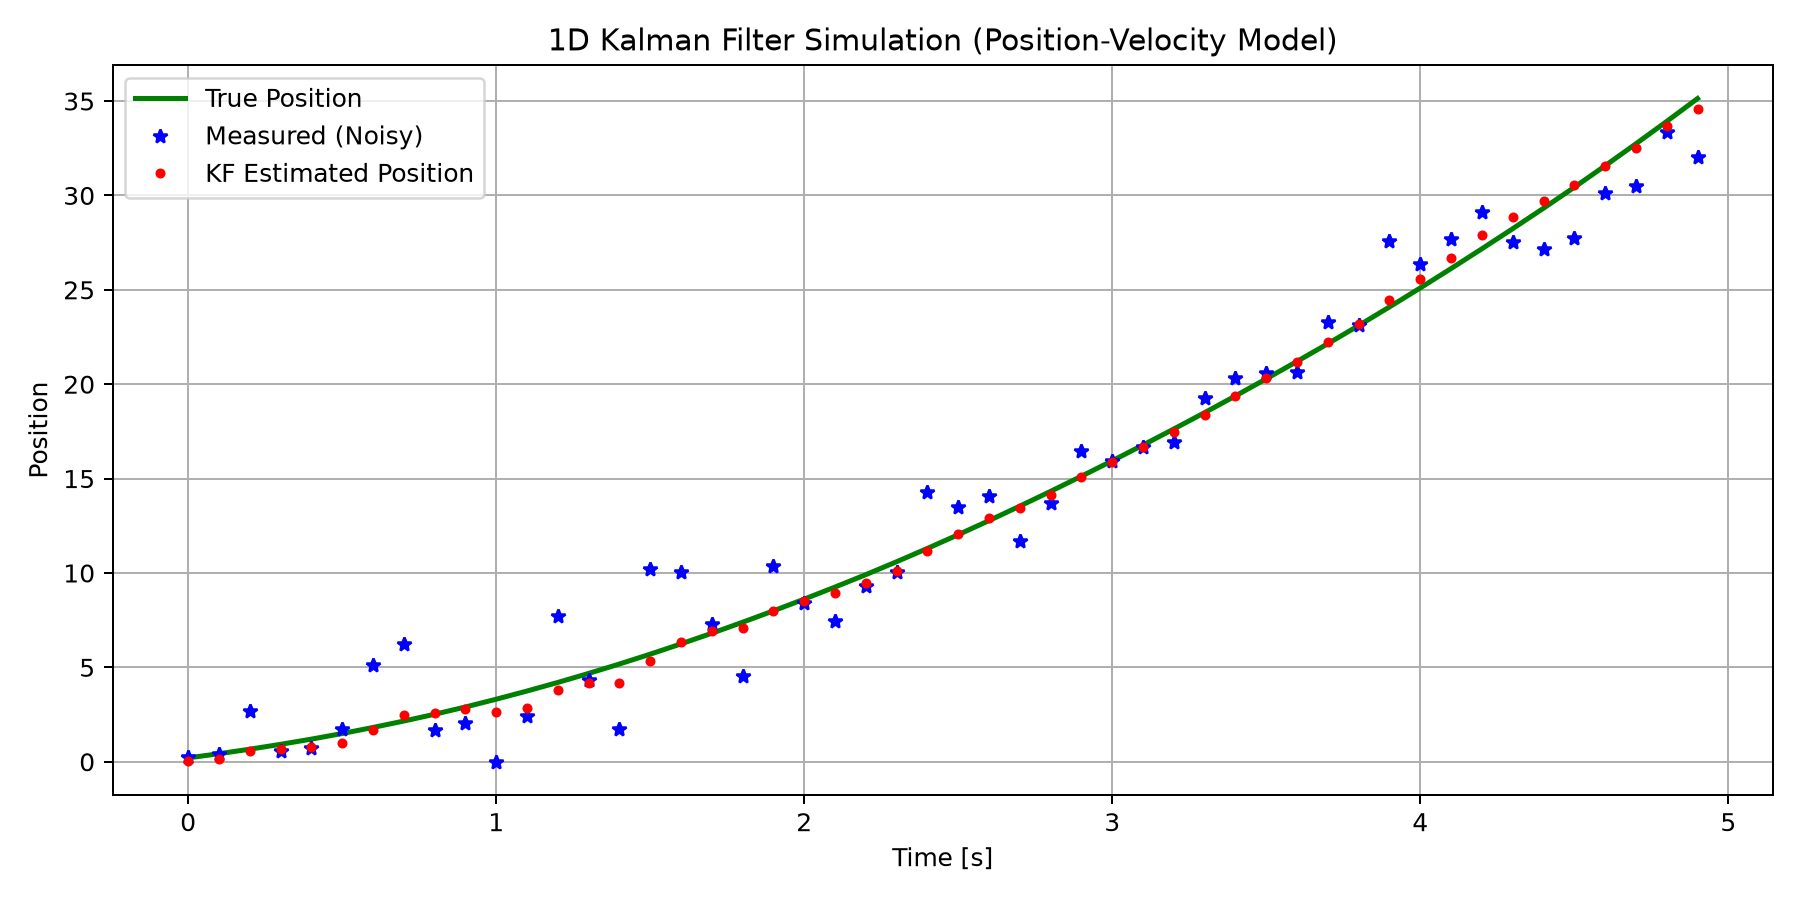 1D Kalman Filter Simulation (Position-Velocity Model)
True Position
Measured (Noisy)
KF Estimated Position
35
30
25
20
15
10
5
0
Position
0 1 2 3 4 5
Time [s]